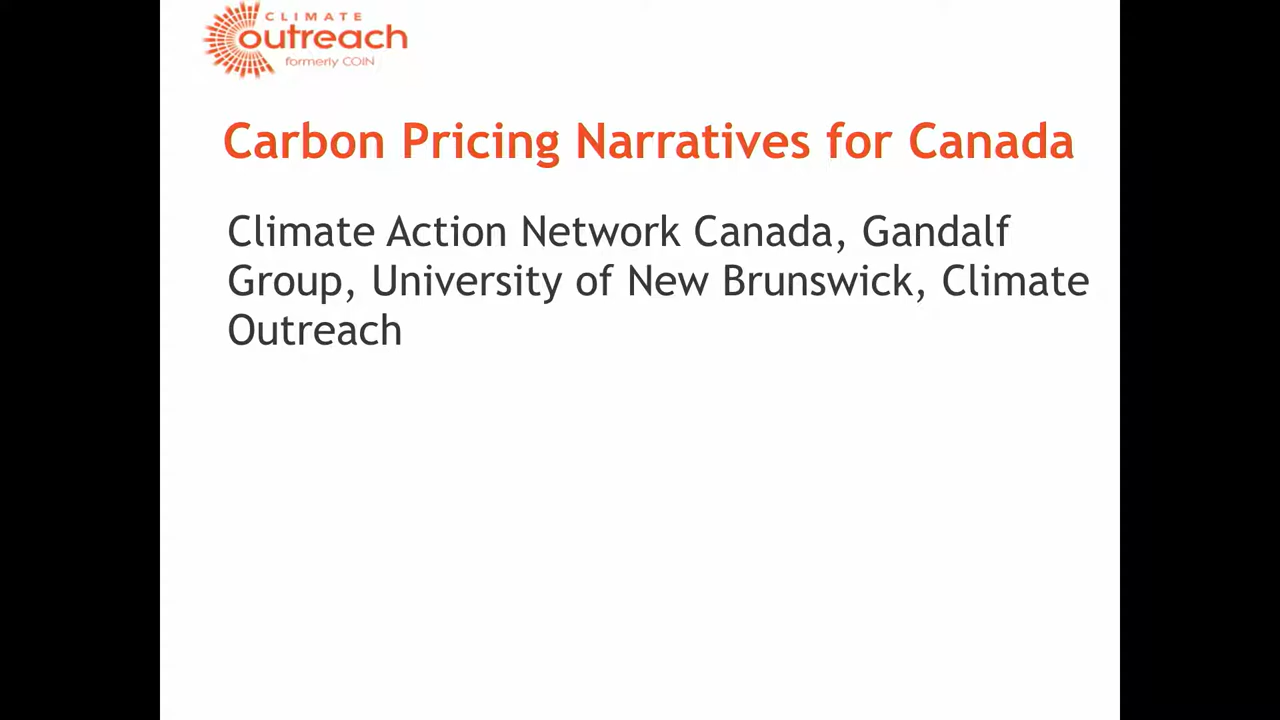 CLIMATE
outreach
formerly COIN
Carbon Pricing Narratives for Canada
Climate Action Network Canada, Gandalf
Group, University of New Brunswick, Climate
Outreach